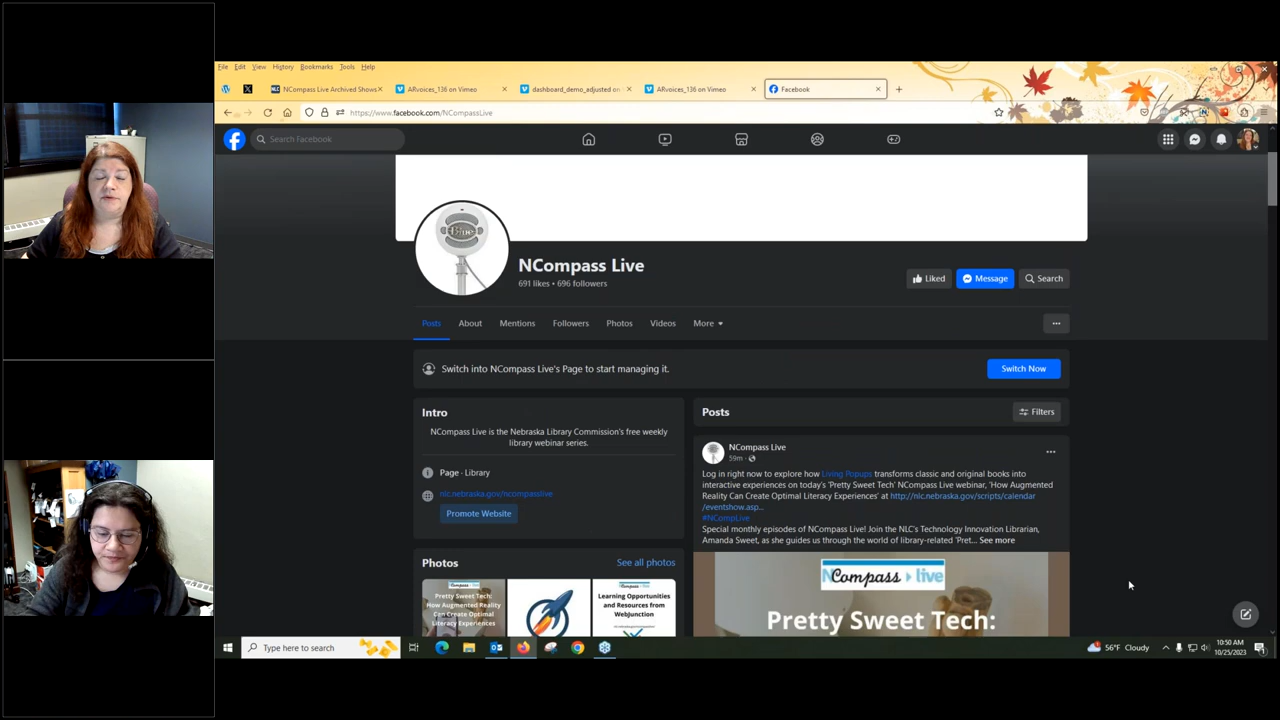 File Edit View History Bookmarks Tools Help
NLC NCompass Live Archived Shows
ARvoices_136 on Vimeo
dashboard_demo_adjusted on
ARvoices_136 on Vimeo
Facebook
https://www.facebook.com/NCompassLive
Search Facebook
Blue
NCompass Live
691 likes • 696 followers
Liked
Message
Search
Posts About Mentions Followers Photos Videos More
Switch into NCompass Live's Page to start managing it.
Switch Now
Intro
NCompass Live is the Nebraska Library Commission's free weekly
library webinar series.
Page · Library
nlc.nebraska.gov/ncompasslive
Promote Website
Photos
See all photos
Pretty Sweet Tech:
How Augmented Reality
Can Create Optimal
Literacy Experiences
Learning Opportunities
and Resources from
WebJunction
Posts
Filters
NCompass Live
59m
Log in right now to explore how Living Popups transforms classic and original books into
interactive experiences on today's 'Pretty Sweet Tech' NCompass Live webinar, 'How Augmented
Reality Can Create Optimal Literacy Experiences' at http://nlc.nebraska.gov/scripts/calendar
/eventshow.asp...
#NCompLive
Special monthly episodes of NCompass Live! Join the NLC's Technology Innovation Librarian,
Amanda Sweet, as she guides us through the world of library-related 'Pret... See more
NCompass live
Pretty Sweet Tech:
Type here to search
56°F Cloudy
10:50 AM
10/25/2023